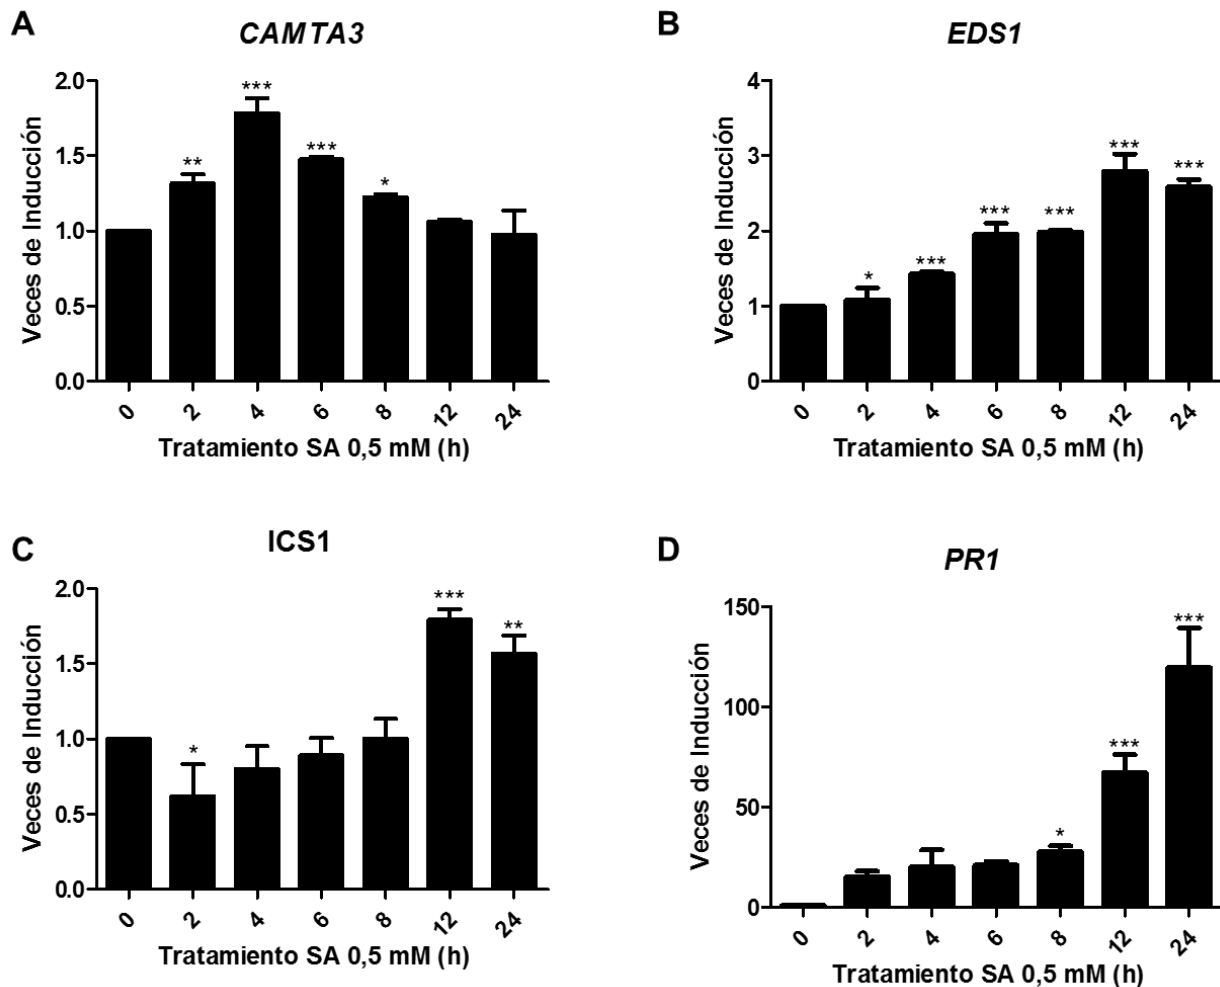 A
CAMTA3
Veces de Inducción
2.0
1.5
1.0
0.5
0.0
** *** *** *
0 2 4 6 8 12 24
Tratamiento SA 0,5 mM (h)
B
EDS1
Veces de Inducción
4
3
2
1
0
* *** *** *** *** ***
0 2 4 6 8 12 24
Tratamiento SA 0,5 mM (h)
C
ICS1
Veces de Inducción
2.0
1.5
1.0
0.5
0.0
* *** **
0 2 4 6 8 12 24
Tratamiento SA 0,5 mM (h)
D
PR1
Veces de Inducción
150
100
50
0
* *** ***
0 2 4 6 8 12 24
Tratamiento SA 0,5 mM (h)